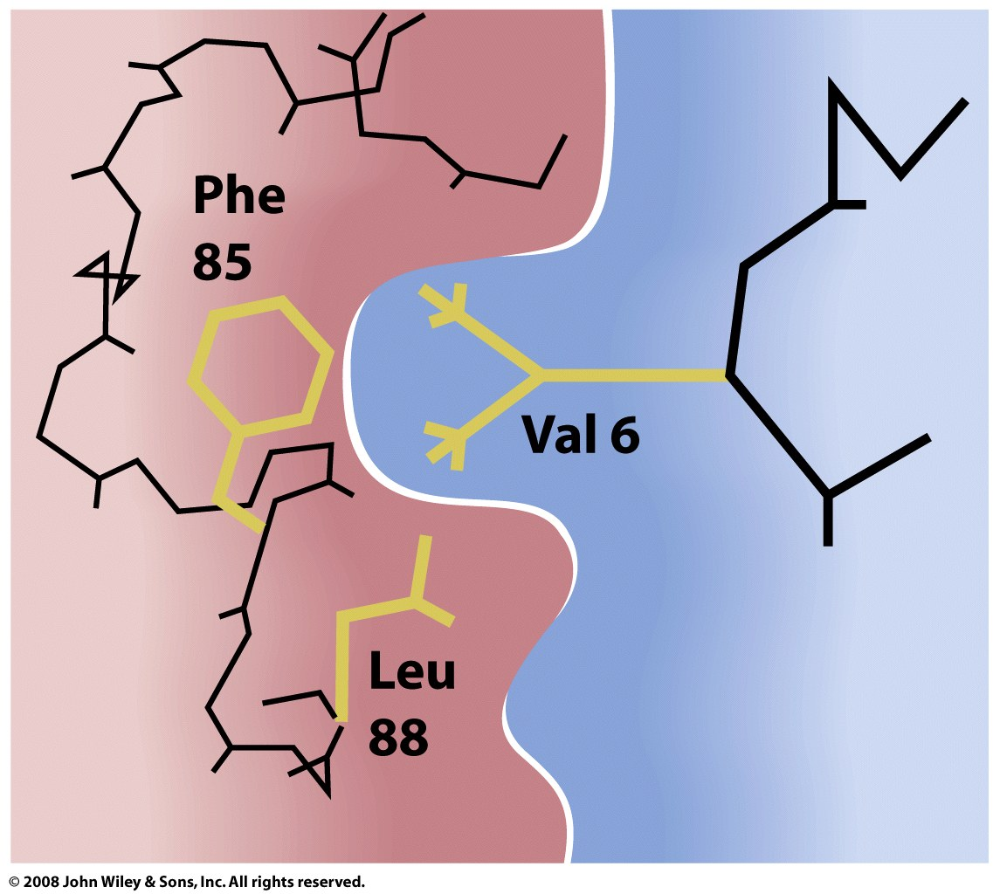 Phe
85
Val 6
Leu
88
© 2008 John Wiley & Sons, Inc. All rights reserved.